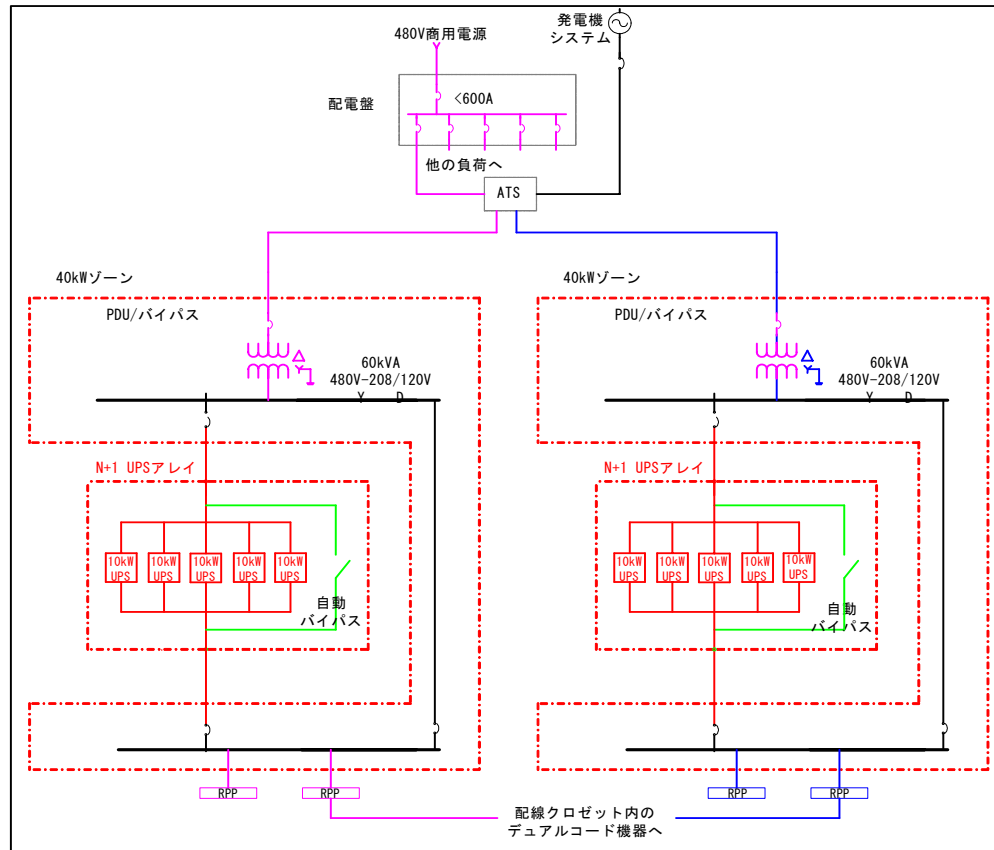 発電機
システム
480V商用電源
配電盤
<600A
他の負荷へ
ATS
40kWゾーン
PDU/バイパス
60kVA
480V-208/120V
Y D
N+1 UPSアレイ
10kW
UPS
10kW
UPS
10kW
UPS
10kW
UPS
10kW
UPS
自動
バイパス
RPP
RPP
40kWゾーン
PDU/バイパス
60kVA
480V-208/120V
Y D
N+1 UPSアレイ
10kW
UPS
10kW
UPS
10kW
UPS
10kW
UPS
10kW
UPS
自動
バイパス
RPP
RPP
配線クロゼット内の
デュアルコード機器へ